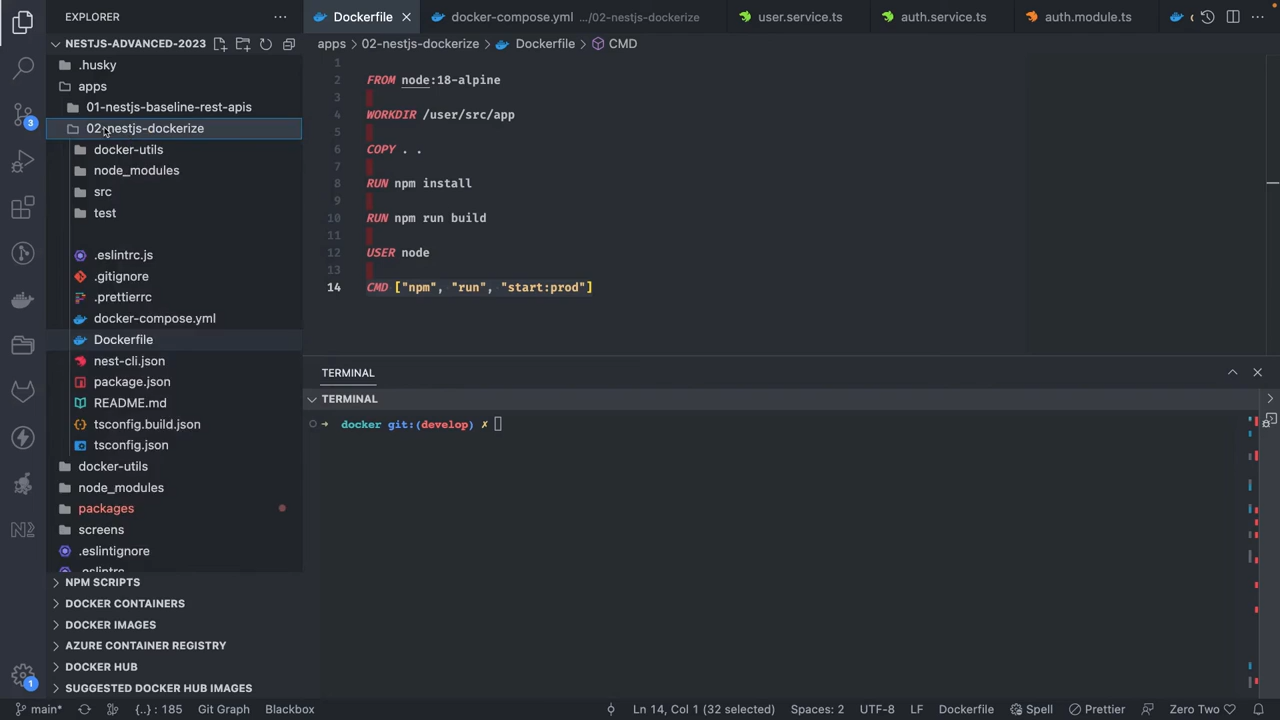 EXPLORER
NESTJS-ADVANCED-2023
.husky
apps
01-nestjs-baseline-rest-apis
02-nestjs-dockerize
docker-utils
node_modules
src
test
.eslintrc.js
.gitignore
.prettierrc
docker-compose.yml
Dockerfile
nest-cli.json
package.json
README.md
tsconfig.build.json
tsconfig.json
docker-utils
node_modules
packages
screens
.eslintignore
.eslintrc
NPM SCRIPTS
DOCKER CONTAINERS
DOCKER IMAGES
AZURE CONTAINER REGISTRY
DOCKER HUB
SUGGESTED DOCKER HUB IMAGES
3
1
Dockerfile docker-compose.yml .../02-nestjs-dockerize user.service.ts auth.service.ts auth.module.ts
apps > 02-nestjs-dockerize > Dockerfile > CMD
1
2 FROM node:18-alpine
3
4 WORKDIR /user/src/app
5
6 COPY . .
7
8 RUN npm install
9
10 RUN npm run build
11
12 USER node
13
14 CMD ["npm", "run", "start:prod"]
TERMINAL
TERMINAL
→ docker git:(develop) ✗
main* {..} : 185 Git Graph Blackbox Ln 14, Col 1 (32 selected) Spaces: 2 UTF-8 LF Dockerfile Spell Prettier Zero Two